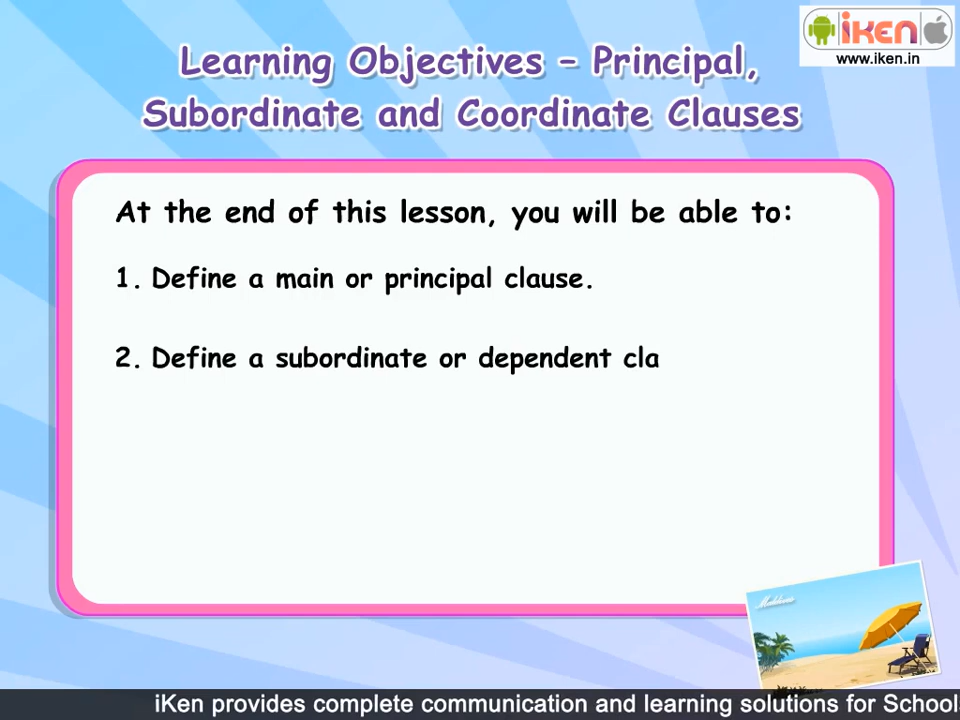 iKen
www.iken.in
Learning Objectives – Principal,
Subordinate and Coordinate Clauses
At the end of this lesson, you will be able to:
1. Define a main or principal clause.
2. Define a subordinate or dependent cla
Maldives
iKen provides complete communication and learning solutions for School